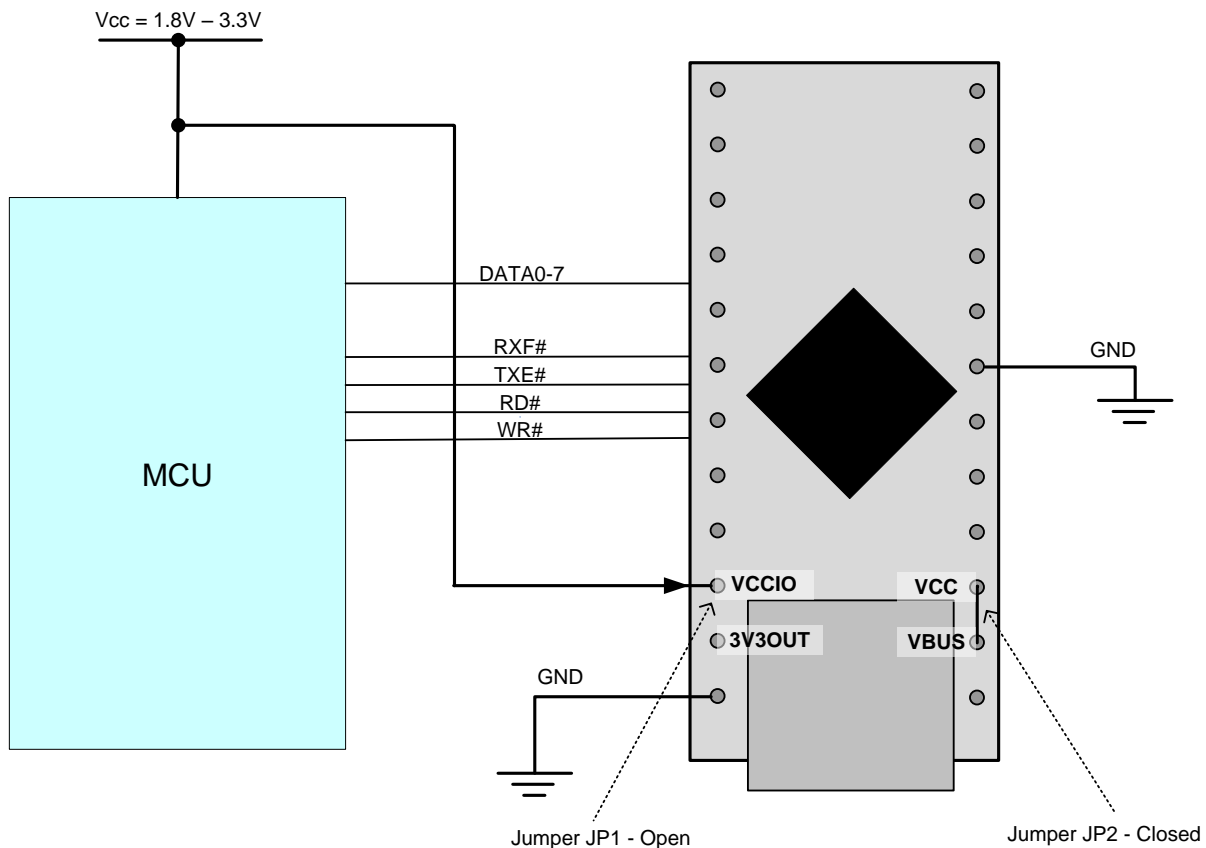 Vcc = 1.8V – 3.3V
DATA0-7
RXF#
TXE#
RD#
WR#
MCU
GND
VCCIO
VCC
3V3OUT
VBUS
GND
Jumper JP1 - Open
Jumper JP2 - Closed